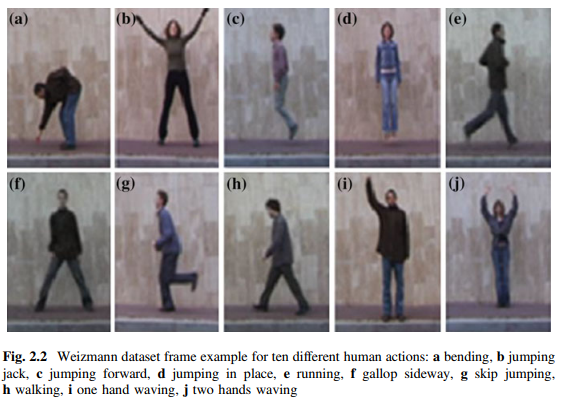 (a) (b) (c) (d) (e)
(f) (g) (h) (i) (j)
Fig. 2.2 Weizmann dataset frame example for ten different human actions: a bending, b jumping
jack, c jumping forward, d jumping in place, e running, f gallop sideway, g skip jumping,
h walking, i one hand waving, j two hands waving